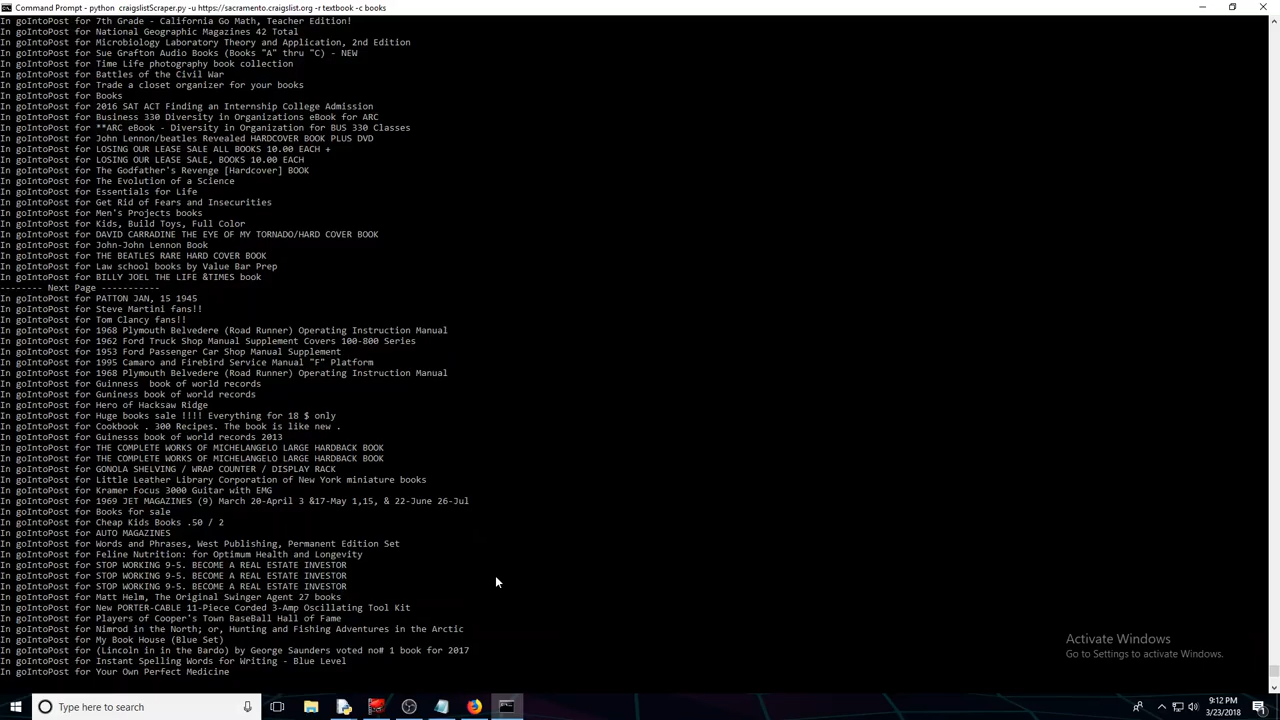 Command Prompt - python  craigslistScraper.py -u https://sacramento.craigslist.org -r textbook -c books
In goIntoPost for 7th Grade - California Go Math, Teacher Edition!
In goIntoPost for National Geographic Magazines 42 Total
In goIntoPost for Microbiology Laboratory Theory and Application, 2nd Edition
In goIntoPost for Sue Grafton Audio Books (Books "A" thru "C) - NEW
In goIntoPost for Time Life photography book collection
In goIntoPost for Battles of the Civil War
In goIntoPost for Trade a closet organizer for your books
In goIntoPost for Books
In goIntoPost for 2016 SAT ACT Finding an Internship College Admission
In goIntoPost for Business 330 Diversity in Organizations eBook for ARC
In goIntoPost for **ARC eBook - Diversity in Organization for BUS 330 Classes
In goIntoPost for John Lennon/beatles Revealed HARDCOVER BOOK PLUS DVD
In goIntoPost for LOSING OUR LEASE SALE ALL BOOKS 10.00 EACH +
In goIntoPost for LOSING OUR LEASE SALE, BOOKS 10.00 EACH
In goIntoPost for The Godfather's Revenge [Hardcover] BOOK
In goIntoPost for The Evolution of a Science
In goIntoPost for Essentials for Life
In goIntoPost for Get Rid of Fears and Insecurities
In goIntoPost for Men's Projects books
In goIntoPost for Kids, Build Toys, Full Color
In goIntoPost for DAVID CARRADINE THE EYE OF MY TORNADO/HARD COVER BOOK
In goIntoPost for John-John Lennon Book
In goIntoPost for THE BEATLES RARE HARD COVER BOOK
In goIntoPost for Law school books by Value Bar Prep
In goIntoPost for BILLY JOEL THE LIFE &TIMES book
-------- Next Page -----------
In goIntoPost for PATTON JAN, 15 1945
In goIntoPost for Steve Martini fans!!
In goIntoPost for Tom Clancy fans!!
In goIntoPost for 1968 Plymouth Belvedere (Road Runner) Operating Instruction Manual
In goIntoPost for 1962 Ford Truck Shop Manual Supplement Covers 100-800 Series
In goIntoPost for 1953 Ford Passenger Car Shop Manual Supplement
In goIntoPost for 1995 Camaro and Firebird Service Manual "F" Platform
In goIntoPost for 1968 Plymouth Belvedere (Road Runner) Operating Instruction Manual
In goIntoPost for Guinness  book of world records
In goIntoPost for Guniness book of world records
In goIntoPost for Hero of Hacksaw Ridge
In goIntoPost for Huge books sale !!!! Everything for 18 $ only
In goIntoPost for Cookbook . 300 Recipes. The book is like new .
In goIntoPost for Guinesss book of world records 2013
In goIntoPost for THE COMPLETE WORKS OF MICHELANGELO LARGE HARDBACK BOOK
In goIntoPost for THE COMPLETE WORKS OF MICHELANGELO LARGE HARDBACK BOOK
In goIntoPost for GONOLA SHELVING / WRAP COUNTER / DISPLAY RACK
In goIntoPost for Little Leather Library Corporation of New York miniature books
In goIntoPost for Kramer Focus 3000 Guitar with EMG
In goIntoPost for 1969 JET MAGAZINES (9) March 20-April 3 &17-May 1,15, & 22-June 26-Jul
In goIntoPost for Books for sale
In goIntoPost for Cheap Kids Books .50 / 2
In goIntoPost for AUTO MAGAZINES
In goIntoPost for Words and Phrases, West Publishing, Permanent Edition Set
In goIntoPost for Feline Nutrition: for Optimum Health and Longevity
In goIntoPost for STOP WORKING 9-5. BECOME A REAL ESTATE INVESTOR
In goIntoPost for STOP WORKING 9-5. BECOME A REAL ESTATE INVESTOR
In goIntoPost for STOP WORKING 9-5. BECOME A REAL ESTATE INVESTOR
In goIntoPost for Matt Helm, The Original Swinger Agent 27 books
In goIntoPost for New PORTER-CABLE 11-Piece Corded 3-Amp Oscillating Tool Kit
In goIntoPost for Players of Cooper's Town BaseBall Hall of Fame
In goIntoPost for Nimrod in the North; or, Hunting and Fishing Adventures in the Arctic
In goIntoPost for My Book House (Blue Set)
In goIntoPost for (Lincoln in in the Bardo) by George Saunders voted no# 1 book for 2017
In goIntoPost for Instant Spelling Words for Writing - Blue Level
In goIntoPost for Your Own Perfect Medicine
Activate Windows
Go to Settings to activate Windows.
Type here to search
9:12 PM
3/23/2018